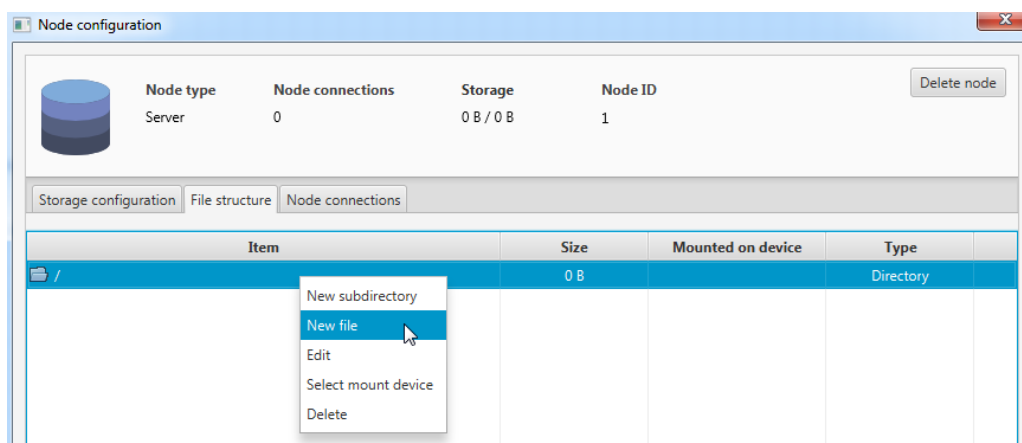 Node configuration
Node type Node connections Storage Node ID Delete node
Server 0 0 B / 0 B 1
Storage configuration File structure Node connections
Item Size Mounted on device Type
/ 0 B Directory
New subdirectory
New file
Edit
Select mount device
Delete